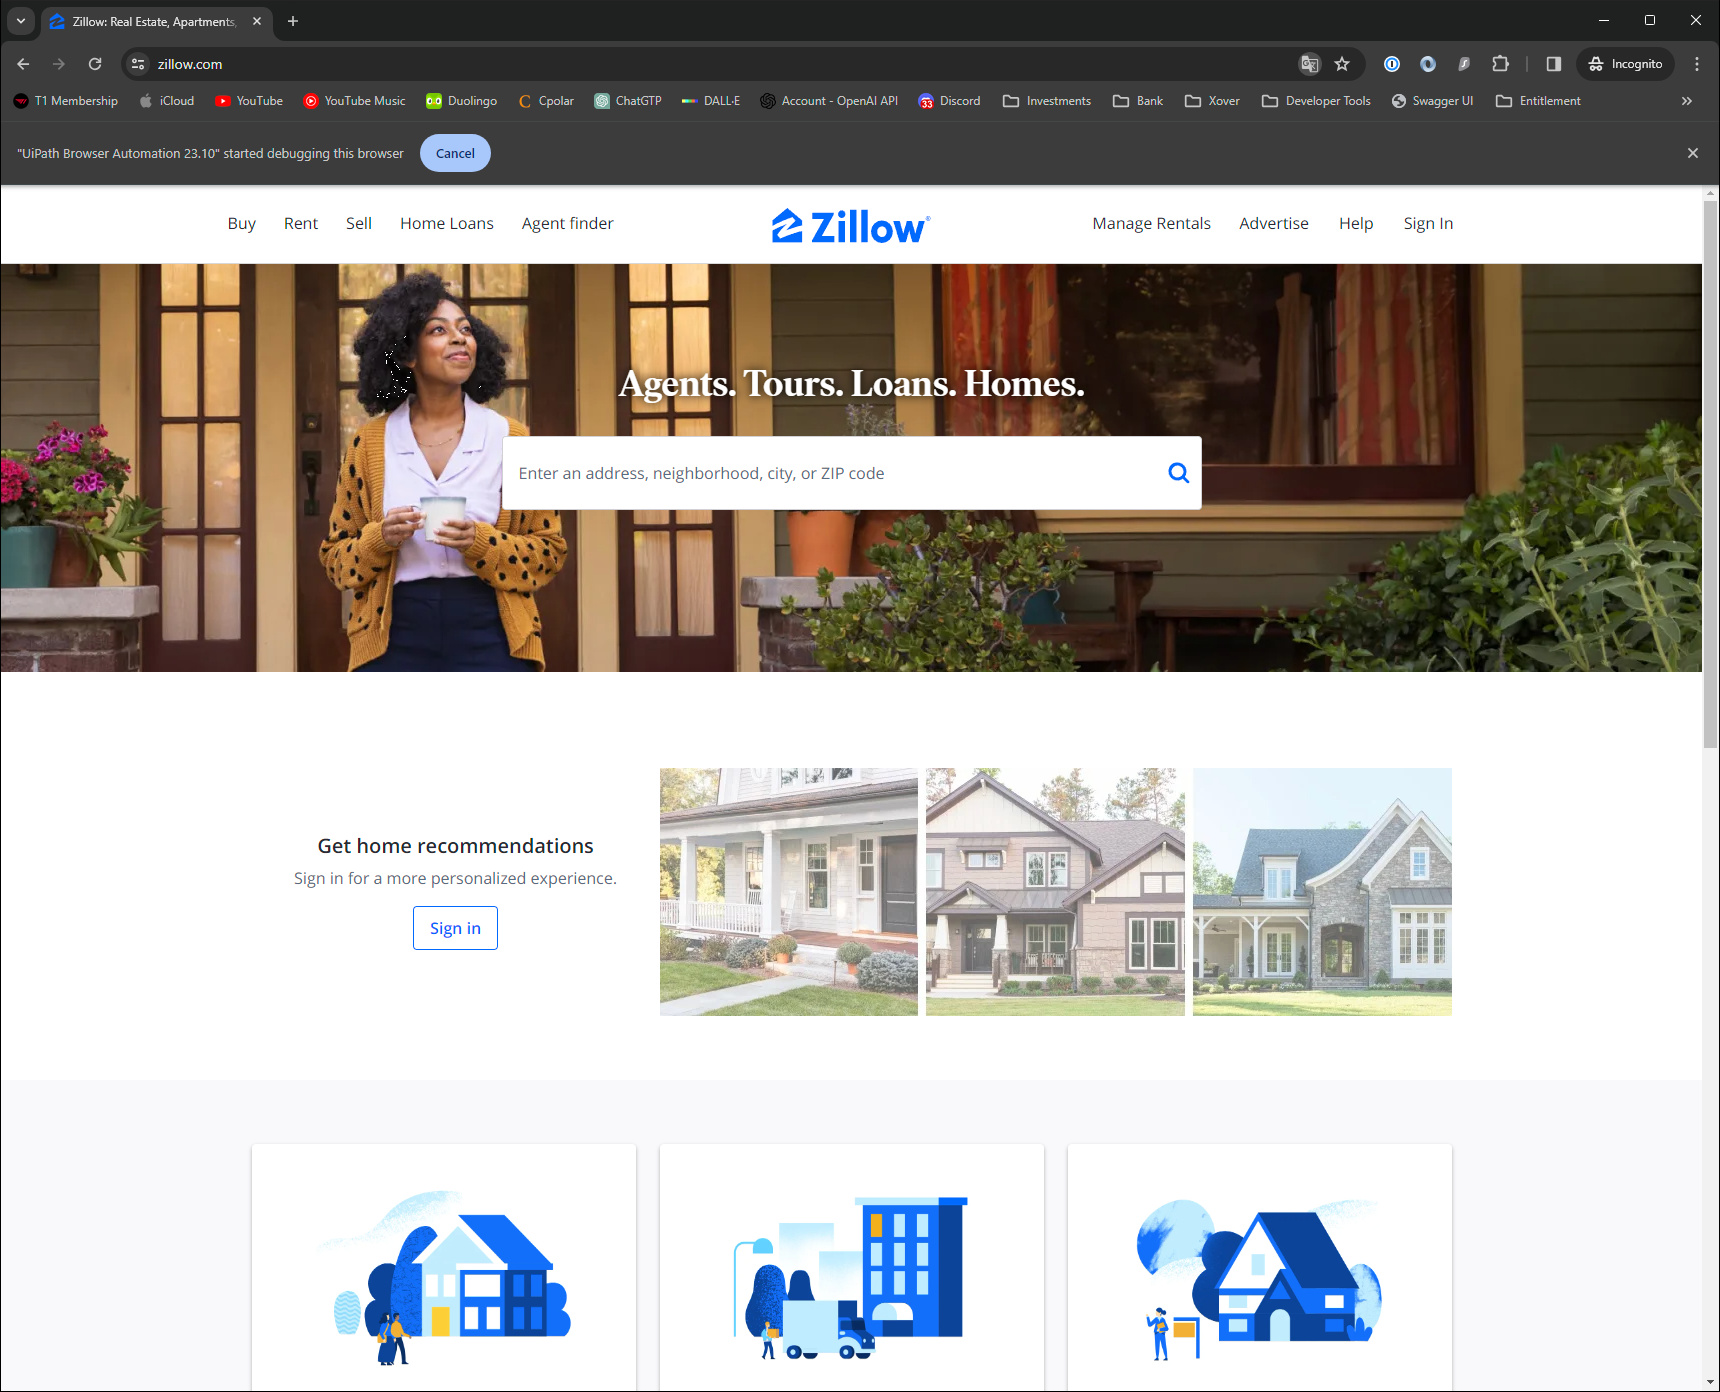 Zillow: Real Estate, Apartments,
zillow.com
Incognito
T1 Membership
iCloud
YouTube
YouTube Music
Duolingo
Cpolar
ChatGTP
DALL·E
Account - OpenAI API
33
Discord
Investments
Bank
Xover
Developer Tools
Swagger UI
Entitlement
"UiPath Browser Automation 23.10" started debugging this browser
Cancel
Buy
Rent
Sell
Home Loans
Agent finder
Zillow®
Manage Rentals
Advertise
Help
Sign In
Agents. Tours. Loans. Homes.
Enter an address, neighborhood, city, or ZIP code
Get home recommendations
Sign in for a more personalized experience.
Sign in